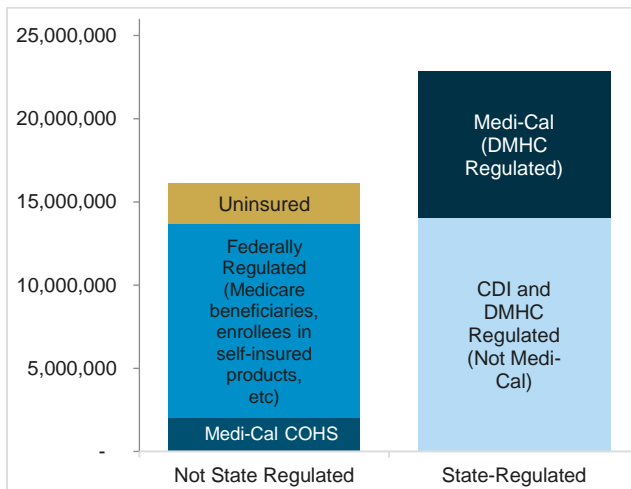 25,000,000
20,000,000
15,000,000
10,000,000
5,000,000
-
Uninsured
Federally
Regulated
(Medicare
beneficiaries,
enrollees in
self-insured
products,
etc)
Medi-Cal COHS
Medi-Cal
(DMHC
Regulated)
CDI and
DMHC
Regulated
(Not Medi-
Cal)
Not State Regulated
State-Regulated